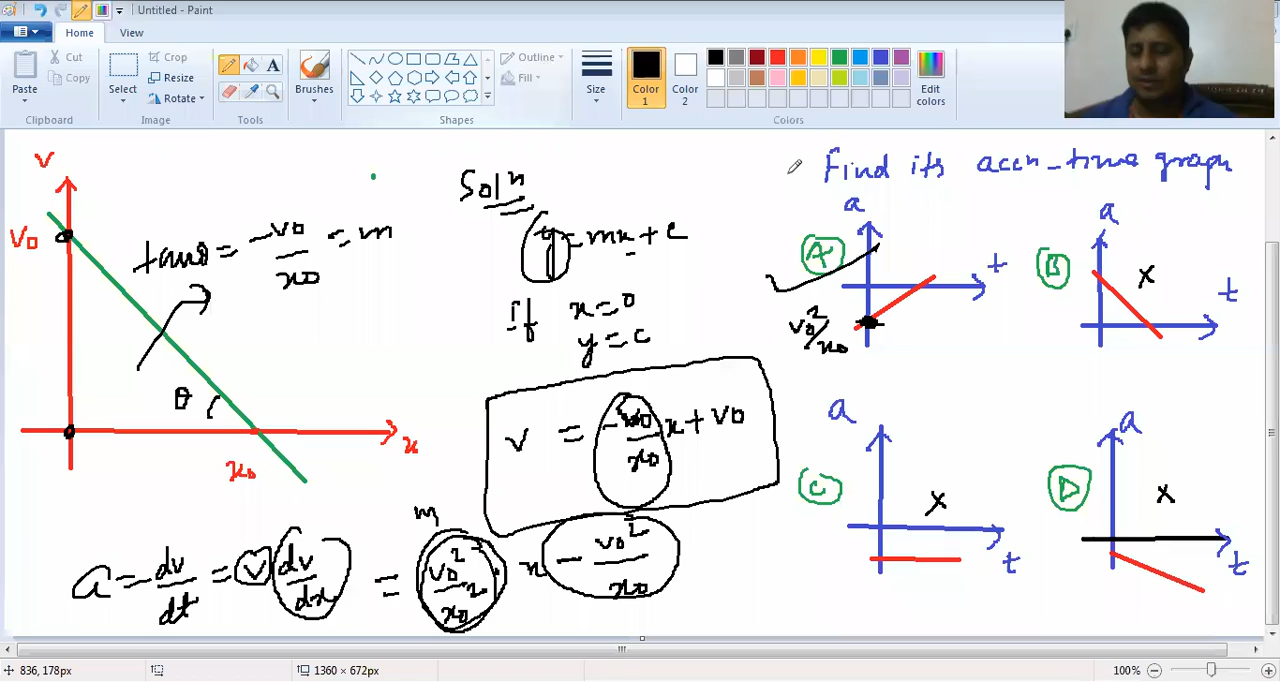 Untitled - Paint
Home
View
Paste
Cut
Copy
Clipboard
Select
Crop
Resize
Rotate
Image
Tools
Brushes
Shapes
Outline
Fill
Size
Color 1
Color 2
Colors
Edit colors
v
v0
x0
x
θ
tanθ = -v0/x0 = m
Soln
y = mx + c
if x=0
y = c
v = -v0/x0 x + v0
a = dv/dt = v dv/dx = v0²/x0² x - v0²/x0
m
Find its accn-time graph
A
a
t
v0²/x0
B
a
t
x
C
a
t
x
D
a
t
x
836, 178px
1360 × 672px
100%